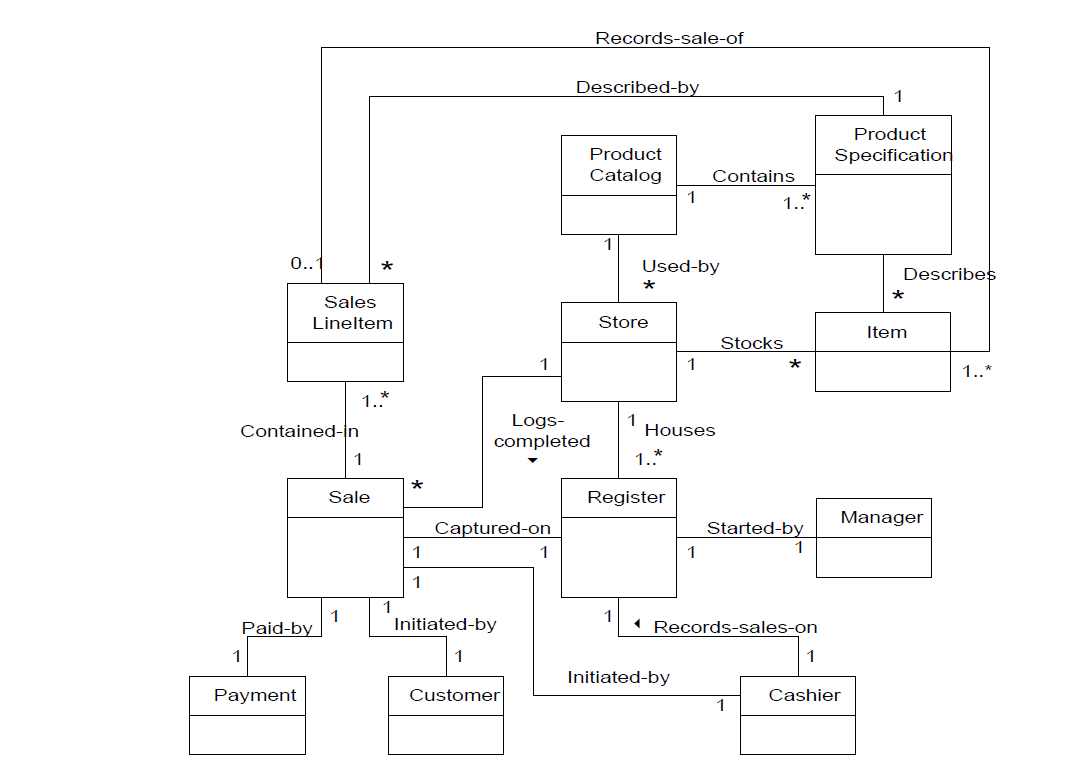 Records-sale-of
Described-by
1
Product
Specification
Product
Catalog
Contains
1
1..*
1
0..1
*
Used-by
*
Describes
*
Sales
LineItem
Store
Item
Stocks
1
1
*
1..*
1..*
Contained-in
1
Logs-
completed
1
Houses
1..*
*
Sale
Register
Manager
Captured-on
1
1
Started-by
1
1
1
1
1
Paid-by
Initiated-by
1
Records-sales-on
1
1
1
Initiated-by
1
Payment
Customer
Cashier